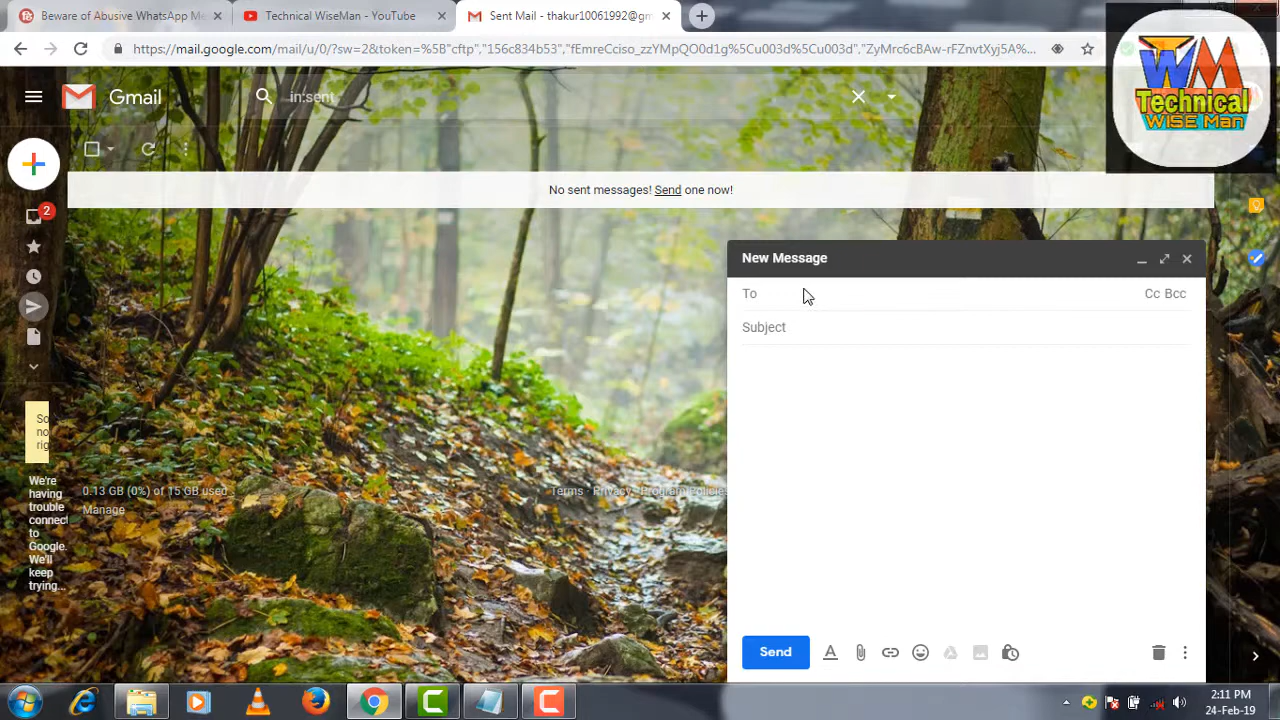 Beware of Abusive WhatsApp Me
Technical WiseMan - YouTube
Sent Mail - thakur10061992@gm
https://mail.google.com/mail/u/0/?sw=2&token=%5B"cftp","156c834b53","fEmreCciso_zzYMpQO0d1g%5Cu003d%5Cu003d","ZyMrc6cBAw-rFZnvtXyj5A%...
WM
Technical
WISE MAN
Gmail
in:sent
No sent messages! Send one now!
2
New Message
To
Cc Bcc
Subject
So
no
rig
We're
having
trouble
connect
to
Google.
We'll
keep
trying...
0.13 GB (0%) of 15 GB used
Manage
Terms · Privacy · Program Policies
Send
2:11 PM
24-Feb-19